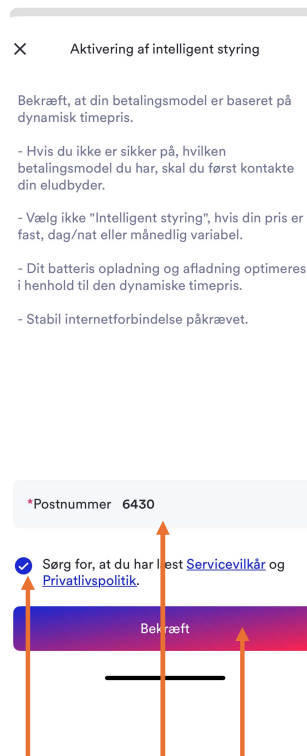 Aktivering af intelligent styring
Bekræft, at din betalingsmodel er baseret på
dynamisk timepris.
- Hvis du ikke er sikker på, hvilken
betalingsmodel du har, skal du først kontakte
din eludbyder.
- Vælg ikke "Intelligent styring", hvis din pris er
fast, dag/nat eller månedlig variabel.
- Dit batteris opladning og afladning optimeres
i henhold til den dynamiske timepris.
- Stabil internetforbindelse påkrævet.
*Postnummer 6430
Sørg for, at du har læst Servicevilkår og
Privatlivspolitik.
Bekræft